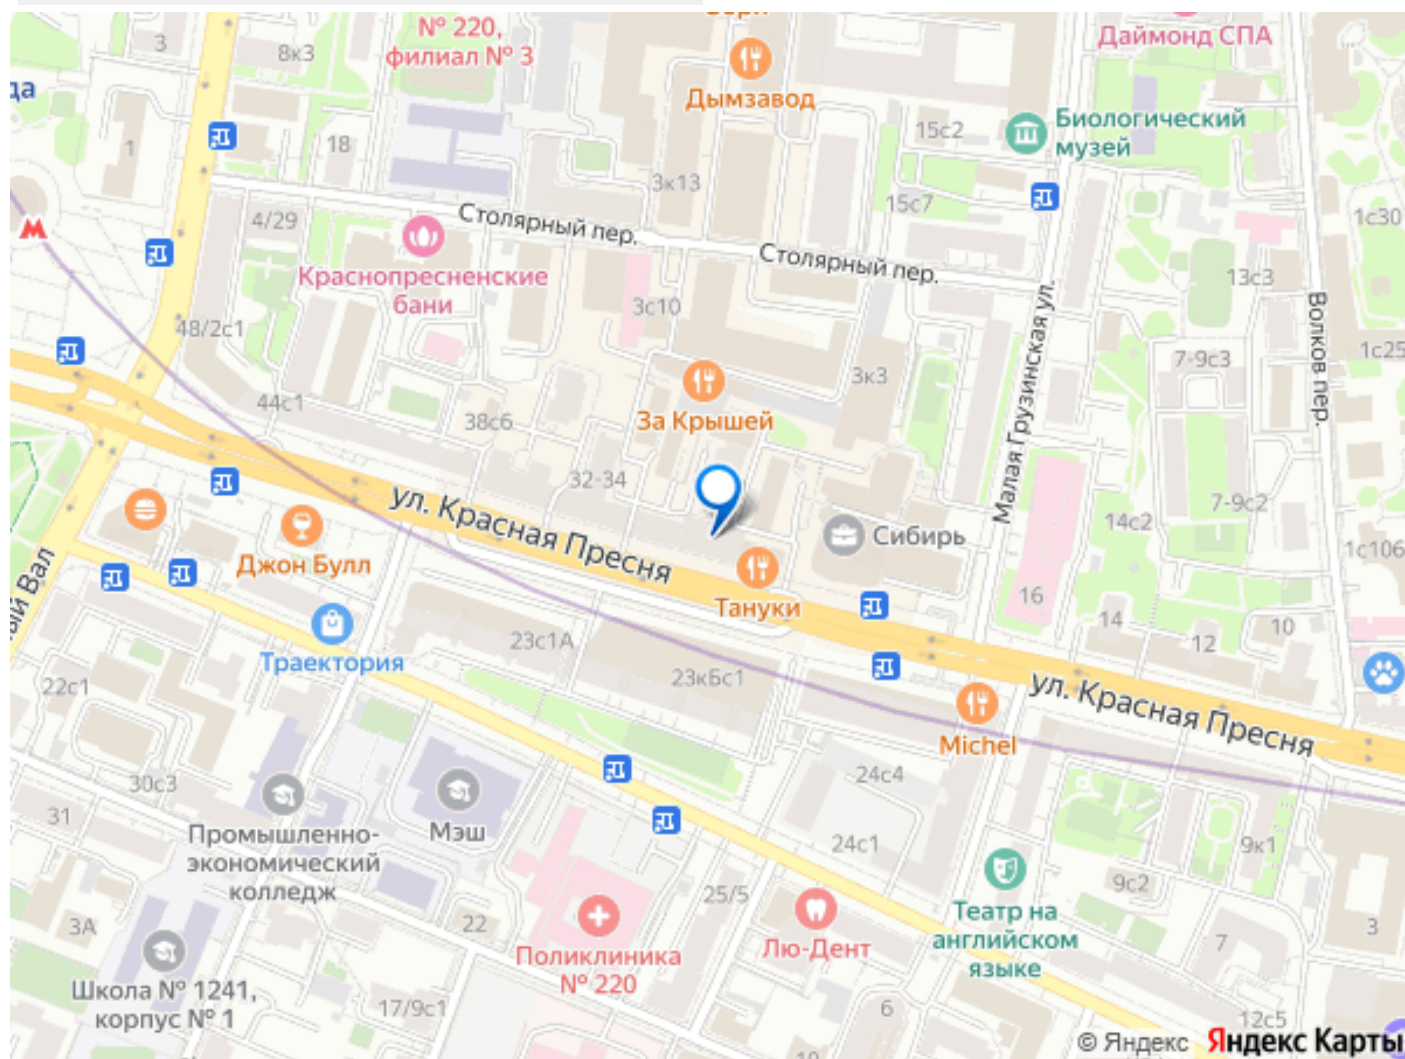 № 220,
филиал № 3
Даймонд СПА
3
8к3
да
Дымзавод
Биологический
музей
15с2
1
18
3к13
15с7
4/29
Столярный пер.
Столярный пер.
1с30
Краснопресненские
бани
13с3
3с10
48/2с1
Волков пер.
1с25
7-9с3
3к3
За Крышей
44с1
38с6
32-34
Малая Грузинская ул.
7-9с2
14с2
ул. Красная Пресня
Сибирь
1с106
Джон Булл
Тануки
ый Вал
16
14
12
10
Траектория
23с1А
23кБс1
22с1
ул. Красная Пресня
Michel
24с4
30с3
31
Промышленно-
экономический
колледж
Мэш
24с1
9к1
9с2
25/5
3А
22
Поликлиника
№ 220
Лю-Дент
Театр на
английском
языке
7
3
Школа № 1241,
корпус № 1
17/9с1
6
12с5
10
© Яндекс Яндекс Карты